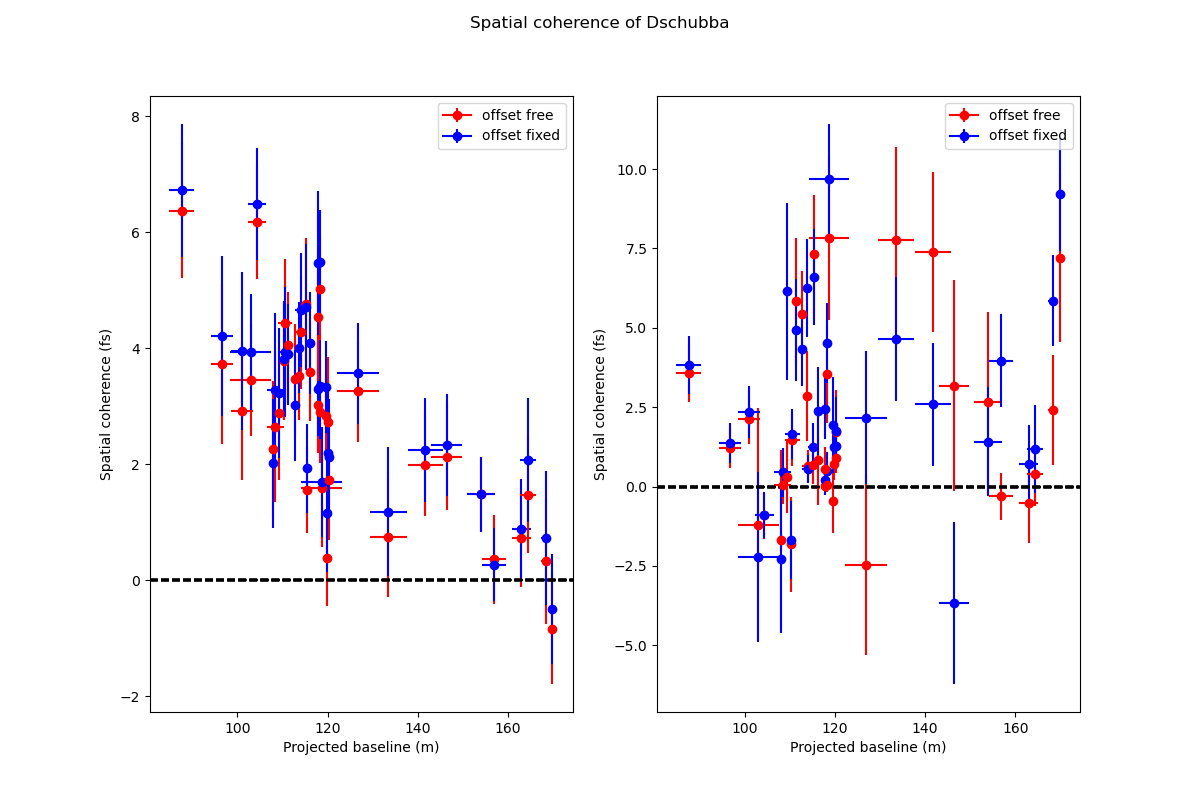 Spatial coherence of Dschubba
offset free
offset fixed
8
6
4
2
0
−2
Spatial coherence (fs)
100
120
140
160
Projected baseline (m)
offset free
offset fixed
10.0
7.5
5.0
2.5
0.0
−2.5
−5.0
Spatial coherence (fs)
100
120
140
160
Projected baseline (m)